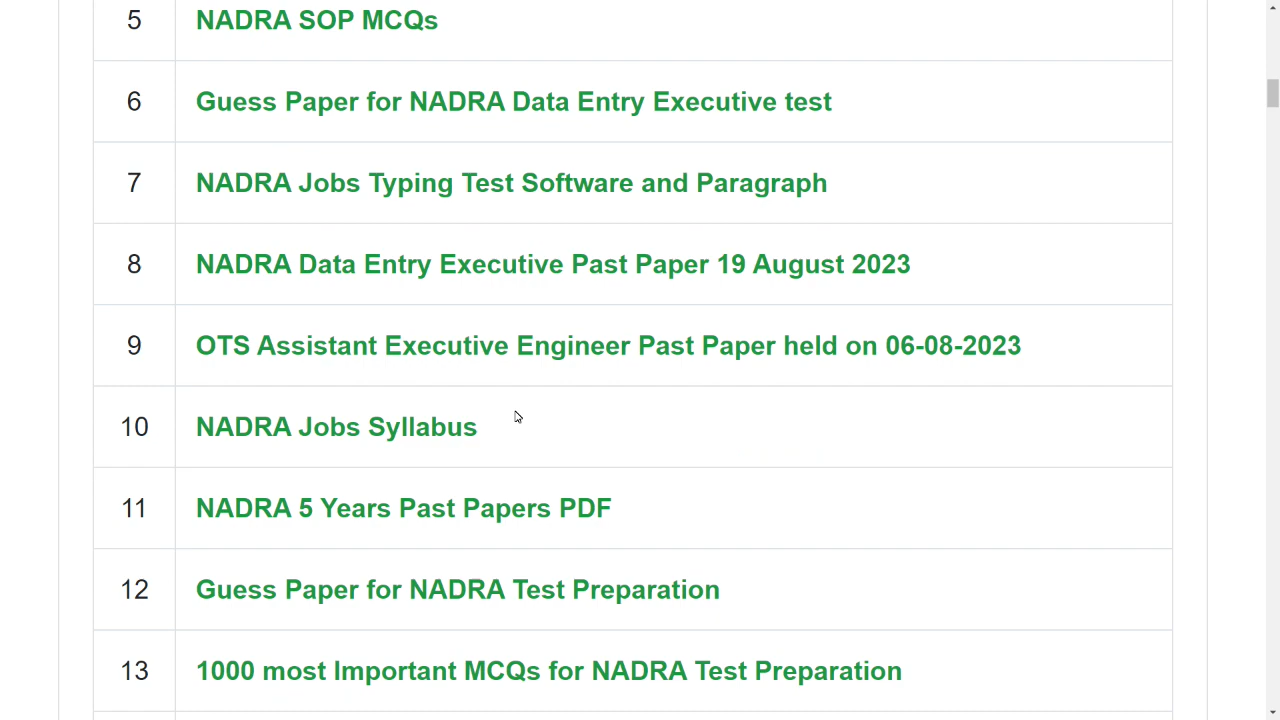 5 NADRA SOP MCQs
6 Guess Paper for NADRA Data Entry Executive test
7 NADRA Jobs Typing Test Software and Paragraph
8 NADRA Data Entry Executive Past Paper 19 August 2023
9 OTS Assistant Executive Engineer Past Paper held on 06-08-2023
10 NADRA Jobs Syllabus
11 NADRA 5 Years Past Papers PDF
12 Guess Paper for NADRA Test Preparation
13 1000 most Important MCQs for NADRA Test Preparation